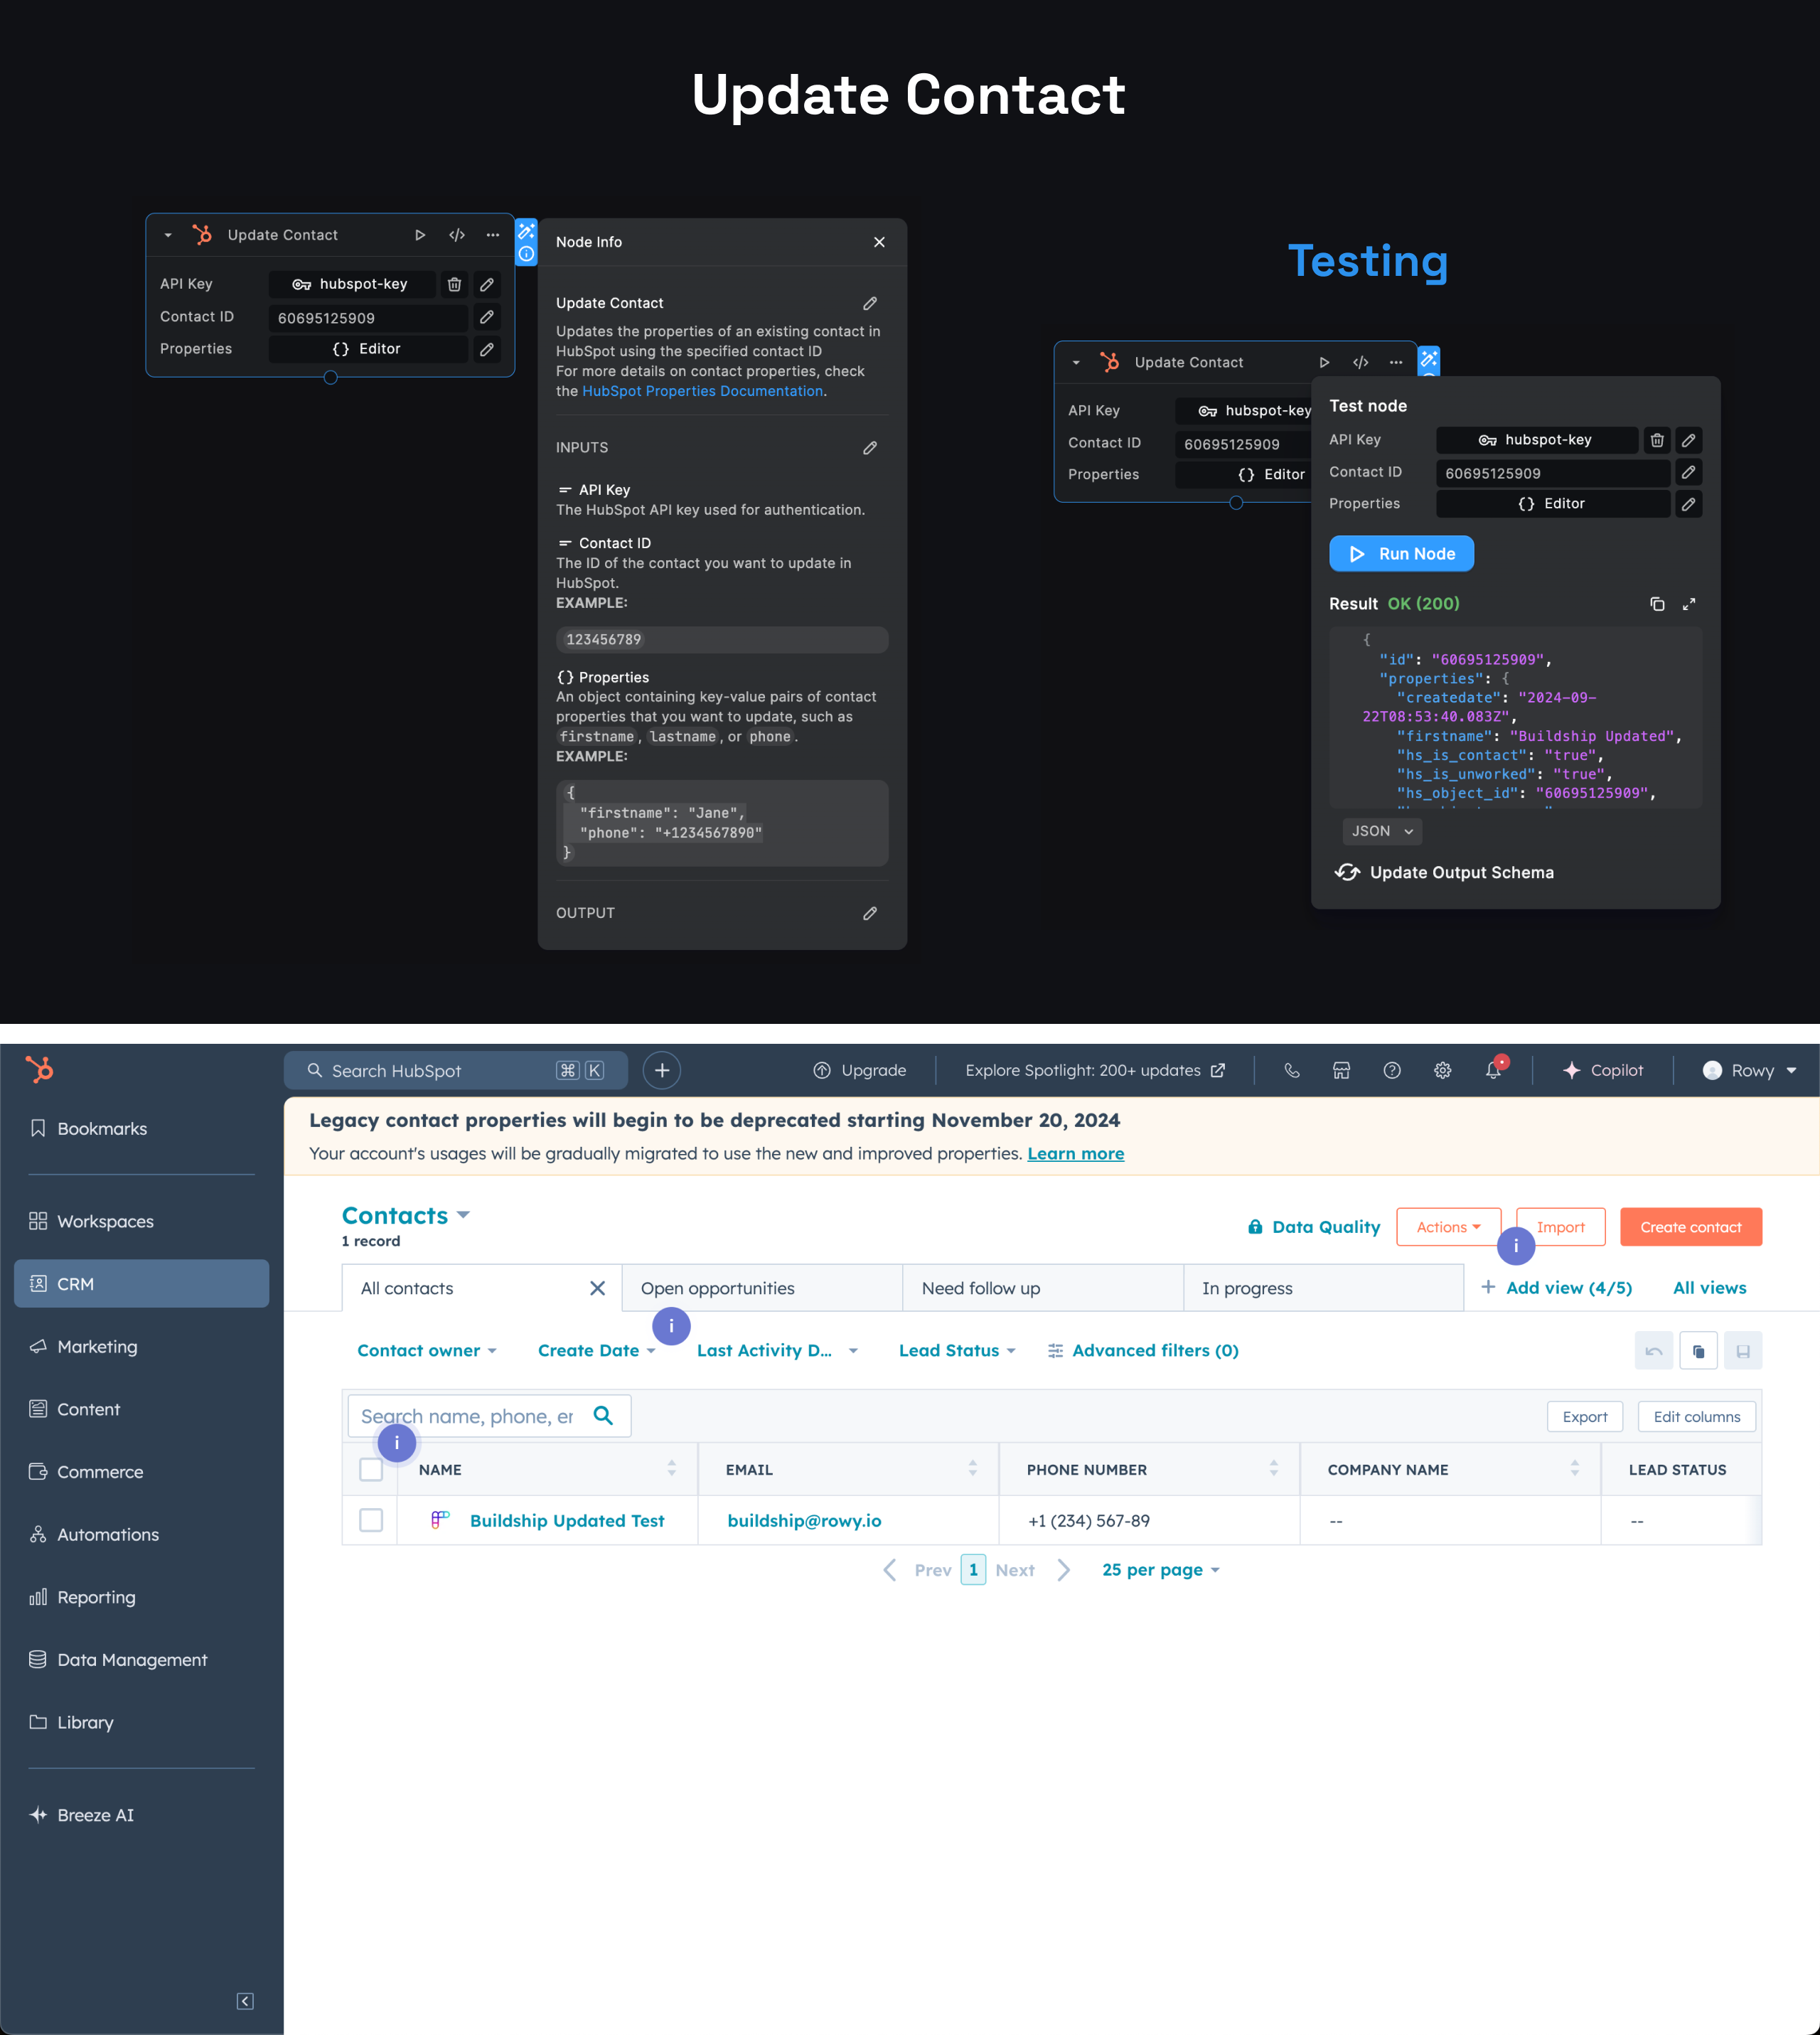 Update Contact
Update Contact
API Key
hubspot-key
Contact ID
60695125909
Properties
{} Editor
Node Info
Update Contact
Updates the properties of an existing contact in
HubSpot using the specified contact ID
For more details on contact properties, check
the HubSpot Properties Documentation.
INPUTS
API Key
The HubSpot API key used for authentication.
Contact ID
The ID of the contact you want to update in
HubSpot.
EXAMPLE:
123456789
{} Properties
An object containing key-value pairs of contact
properties that you want to update, such as
firstname, lastname, or phone.
EXAMPLE:
{
"firstname": "Jane",
"phone": "+1234567890"
}
OUTPUT
Testing
Update Contact
API Key
hubspot-key
Contact ID
60695125909
Properties
{} Editor
Test node
API Key
hubspot-key
Contact ID
60695125909
Properties
{} Editor
Run Node
Result OK (200)
{
"id": "60695125909",
"properties": {
"createdate": "2024-09-
22T08:53:40.083Z",
"firstname": "Buildship Updated",
"hs_is_contact": "true",
"hs_is_unworked": "true",
"hs_object_id": "60695125909",
JSON
Update Output Schema
Search HubSpot
⌘ K
Upgrade
Explore Spotlight: 200+ updates
Copilot
Rowy
Bookmarks
Workspaces
CRM
Marketing
Content
Commerce
Automations
Reporting
Data Management
Library
Breeze AI
Legacy contact properties will begin to be deprecated starting November 20, 2024
Your account's usages will be gradually migrated to use the new and improved properties. Learn more
Contacts
1 record
Data Quality
Actions
Import
Create contact
i
All contacts
Open opportunities
Need follow up
In progress
+ Add view (4/5)
All views
i
Contact owner
Create Date
Last Activity D...
Lead Status
Advanced filters (0)
Search name, phone, er
Export
Edit columns
i
NAME
EMAIL
PHONE NUMBER
COMPANY NAME
LEAD STATUS
Buildship Updated Test
buildship@rowy.io
+1 (234) 567-89
--
--
Prev
1
Next
25 per page